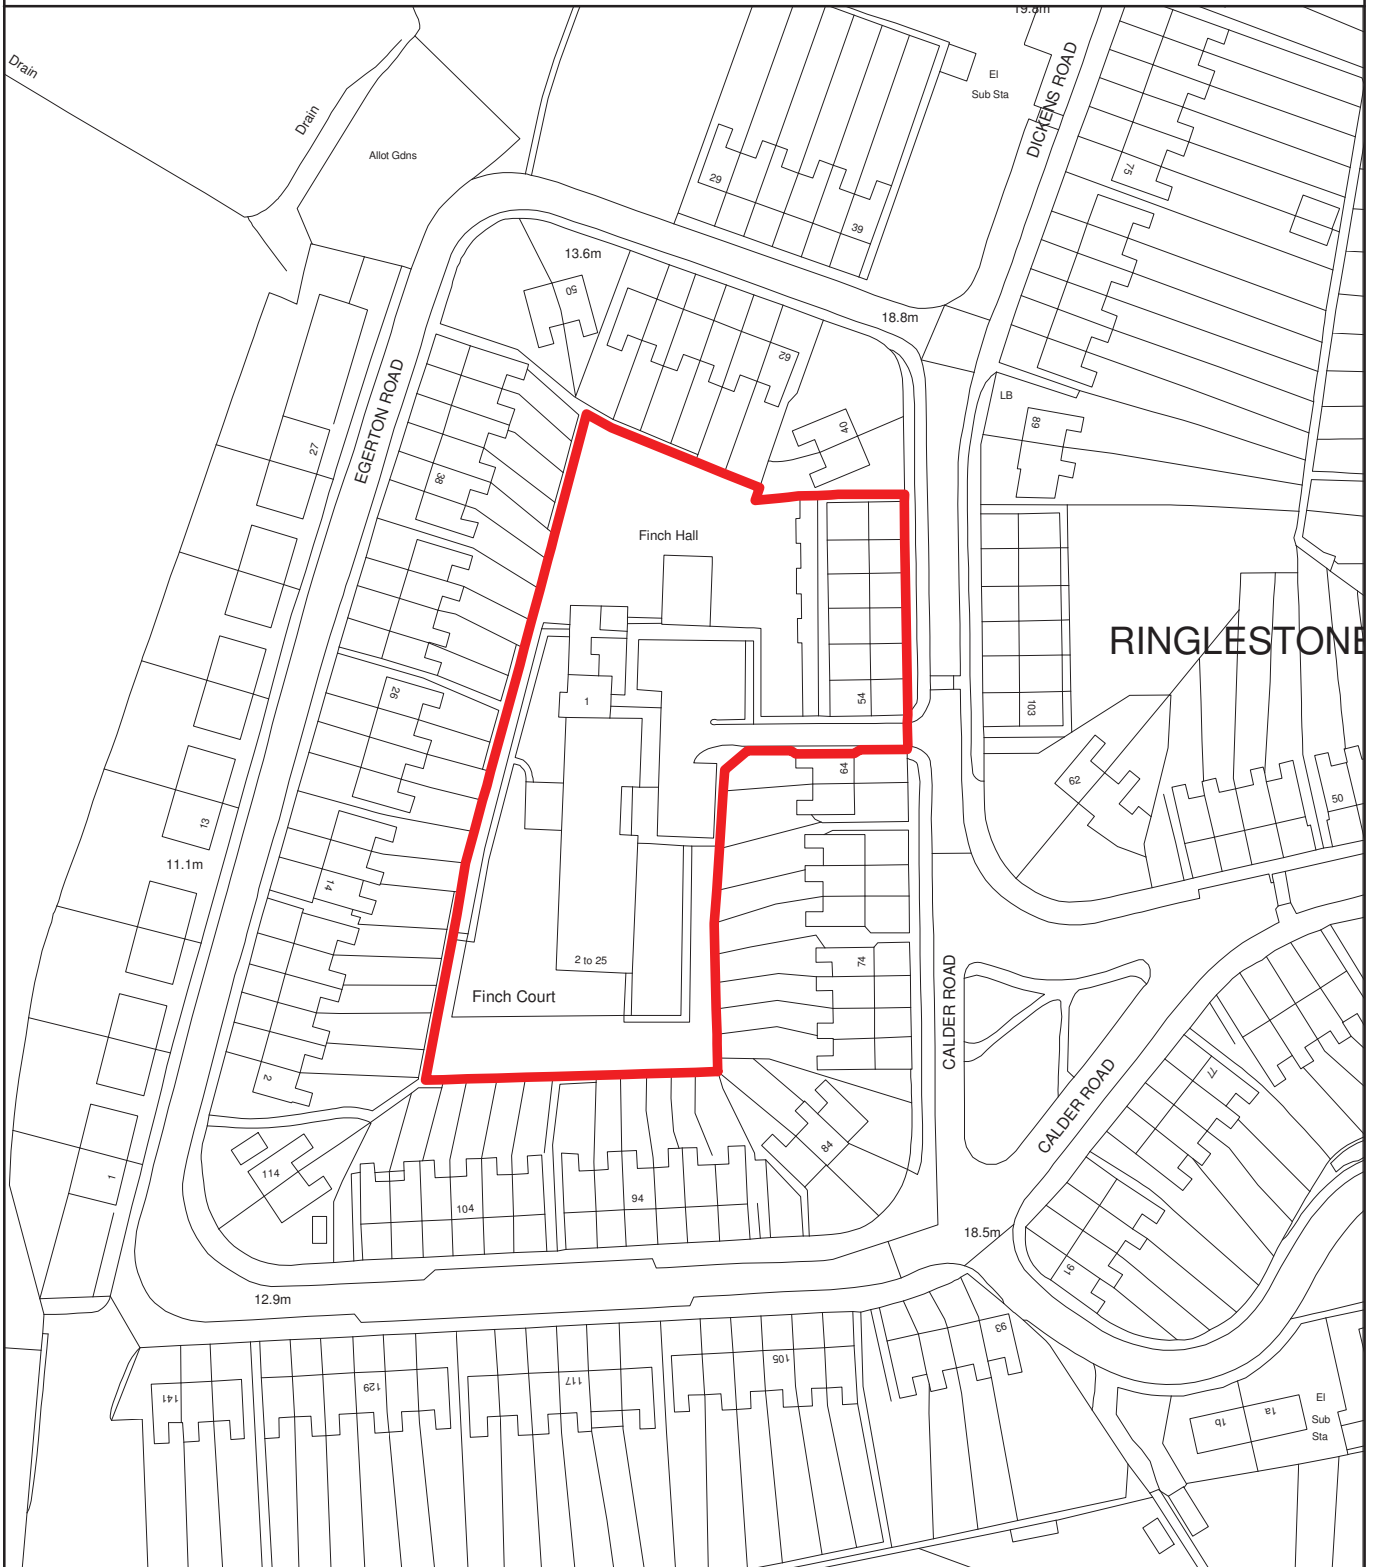 19.8m
Drain
Drain
El
Sub Sta
DICKENS ROAD
Allot Gdns
75
29
39
13.6m
50
18.8m
62
EGERTON ROAD
LB
40
89
27
38
Finch Hall
RINGLESTONE
26
1
54
103
64
62
50
13
11.1m
14
2 to 25
74
Finch Court
CALDER ROAD
CALDER ROAD
77
2
84
114
1
94
104
18.5m
91
12.9m
93
105
117
129
141
1b
1a
El
Sub
Sta